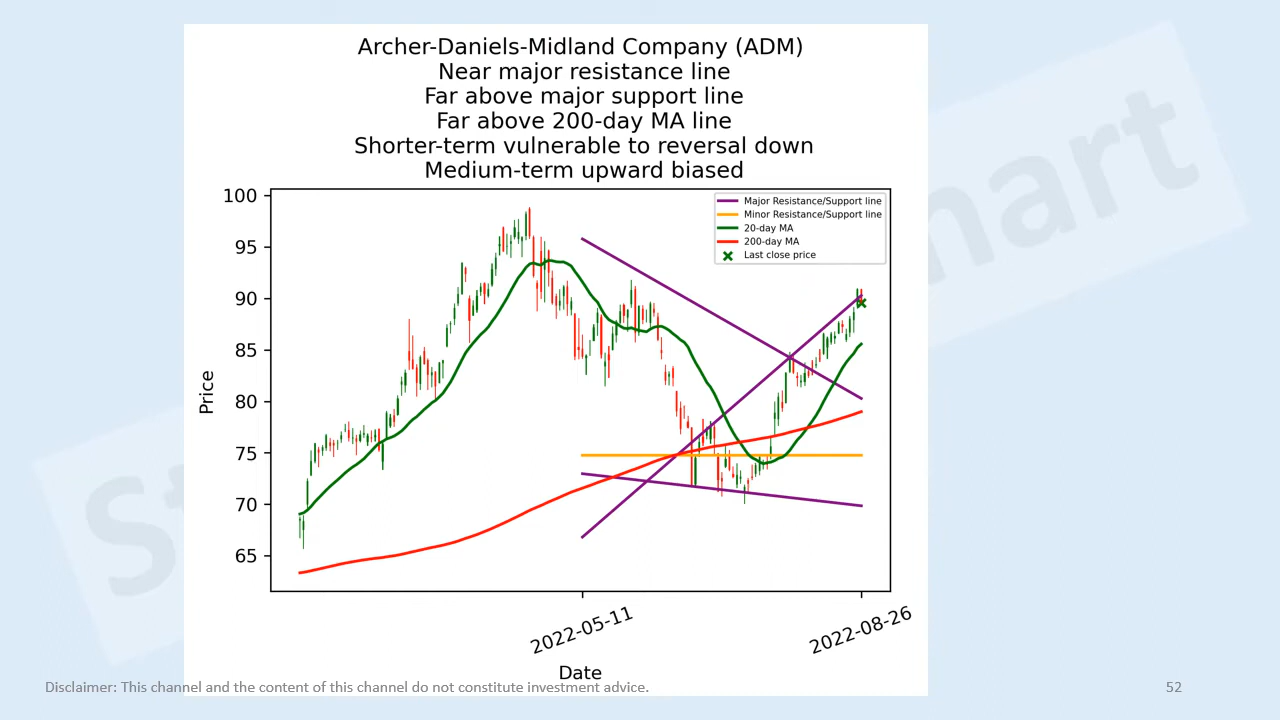 Archer-Daniels-Midland Company (ADM)
Near major resistance line
Far above major support line
Far above 200-day MA line
Shorter-term vulnerable to reversal down
Medium-term upward biased
100
95
90
85
80
75
70
65
Price
Major Resistance/Support line
Minor Resistance/Support line
20-day MA
200-day MA
Last close price
2022-05-11
2022-08-26
Date
Disclaimer: This channel and the content of this channel do not constitute investment advice.
52
St
mart